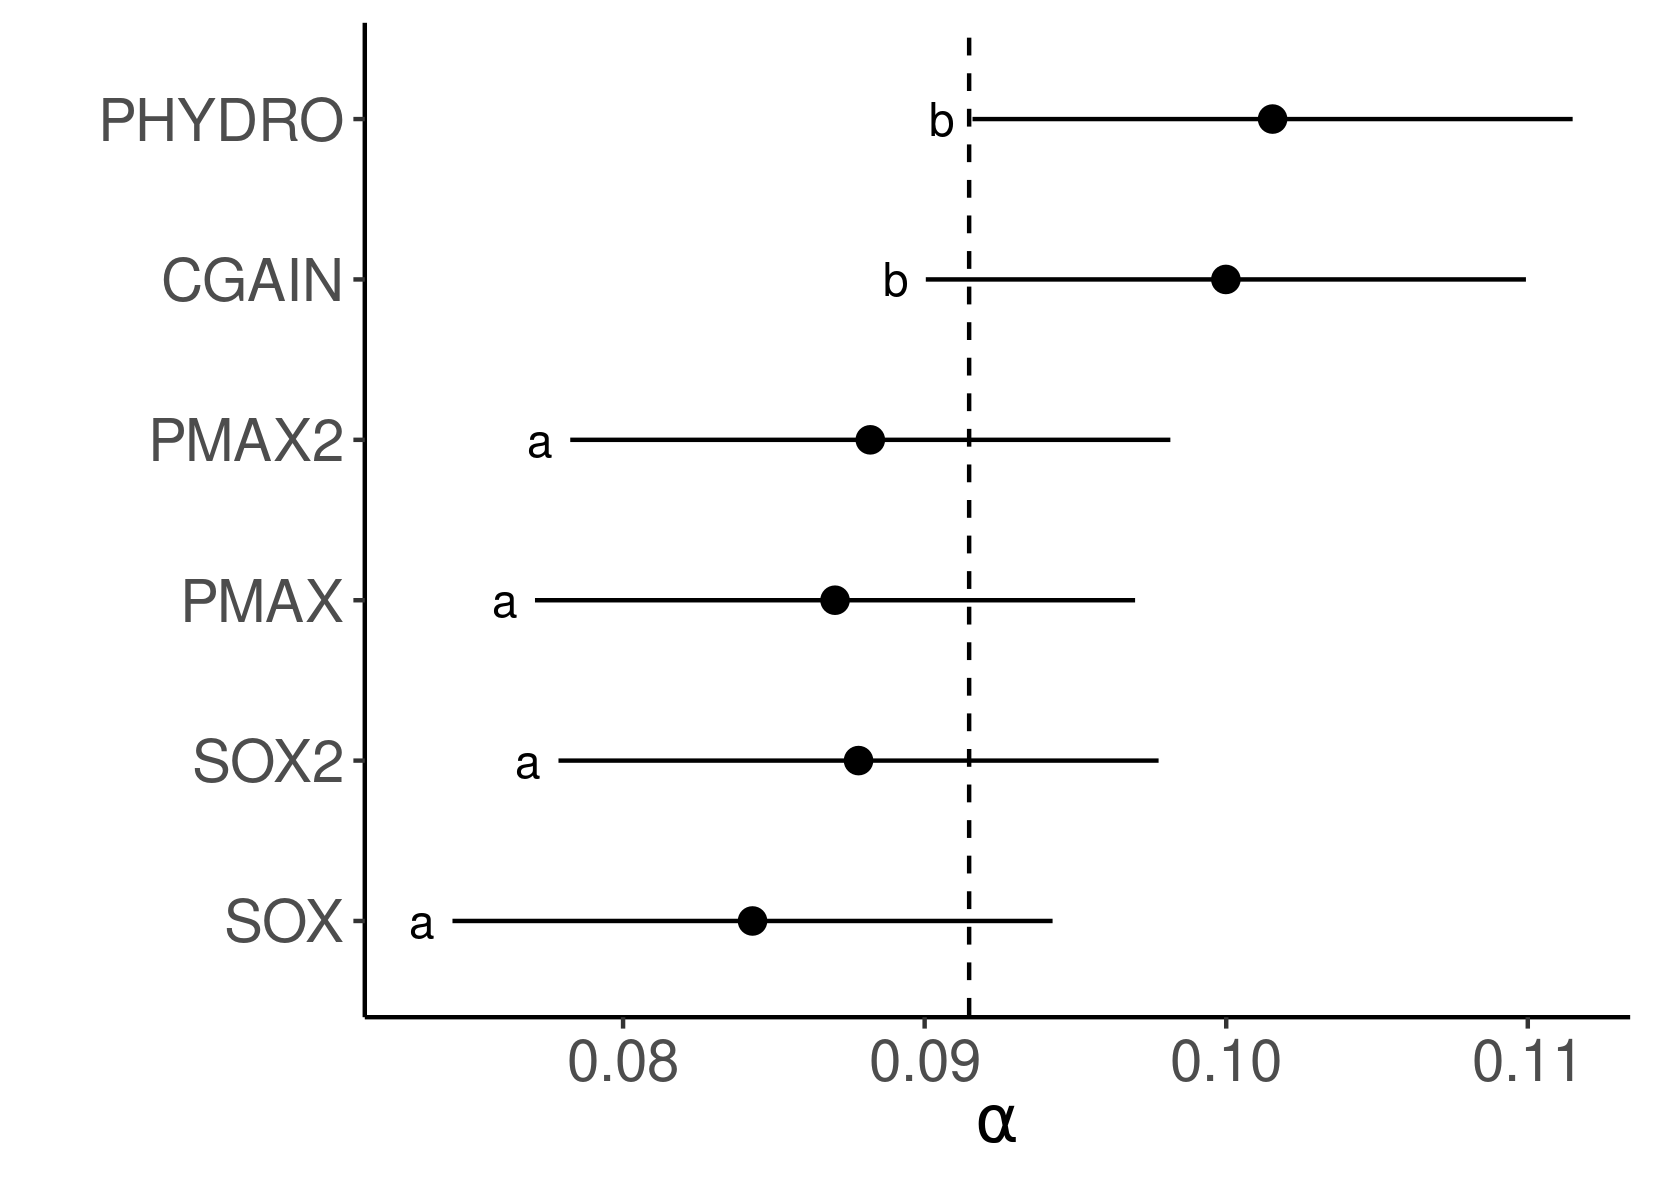 PHYDRO b
CGAIN b
PMAX2 a
PMAX a
SOX2 a
SOX a
0.08 0.09 0.10 0.11
α